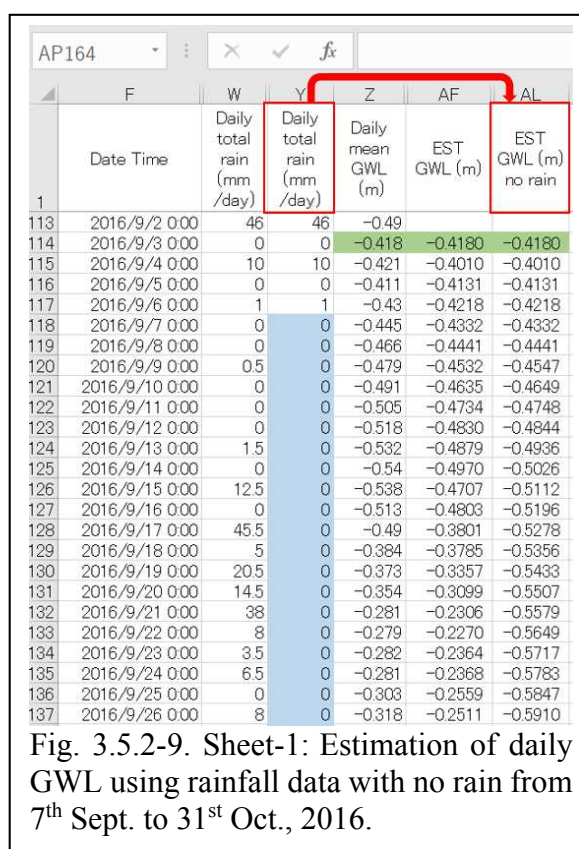 AP164 fx
F W Y Z AF AL
1 Date Time Daily total rain (mm /day) Daily total rain (mm /day) Daily mean GWL (m) EST GWL (m) EST GWL (m) no rain
113 2016/9/2 0:00 46 46 -0.49
114 2016/9/3 0:00 0 0 -0.418 -0.4180 -0.4180
115 2016/9/4 0:00 10 10 -0.421 -0.4010 -0.4010
116 2016/9/5 0:00 0 0 -0.411 -0.4131 -0.4131
117 2016/9/6 0:00 1 1 -0.43 -0.4218 -0.4218
118 2016/9/7 0:00 0 0 -0.445 -0.4332 -0.4332
119 2016/9/8 0:00 0 0 -0.466 -0.4441 -0.4441
120 2016/9/9 0:00 0.5 0 -0.479 -0.4532 -0.4547
121 2016/9/10 0:00 0 0 -0.491 -0.4635 -0.4649
122 2016/9/11 0:00 0 0 -0.505 -0.4734 -0.4748
123 2016/9/12 0:00 0 0 -0.518 -0.4830 -0.4844
124 2016/9/13 0:00 1.5 0 -0.532 -0.4879 -0.4936
125 2016/9/14 0:00 0 0 -0.54 -0.4970 -0.5026
126 2016/9/15 0:00 12.5 0 -0.538 -0.4707 -0.5112
127 2016/9/16 0:00 0 0 -0.513 -0.4803 -0.5196
128 2016/9/17 0:00 45.5 0 -0.49 -0.3801 -0.5278
129 2016/9/18 0:00 5 0 -0.384 -0.3785 -0.5356
130 2016/9/19 0:00 20.5 0 -0.373 -0.3357 -0.5433
131 2016/9/20 0:00 14.5 0 -0.354 -0.3099 -0.5507
132 2016/9/21 0:00 38 0 -0.281 -0.2306 -0.5579
133 2016/9/22 0:00 8 0 -0.279 -0.2270 -0.5649
134 2016/9/23 0:00 3.5 0 -0.282 -0.2364 -0.5717
135 2016/9/24 0:00 6.5 0 -0.281 -0.2368 -0.5783
136 2016/9/25 0:00 0 0 -0.303 -0.2559 -0.5847
137 2016/9/26 0:00 8 0 -0.318 -0.2511 -0.5910
Fig. 3.5.2-9. Sheet-1: Estimation of daily
GWL using rainfall data with no rain from
7th Sept. to 31st Oct., 2016.